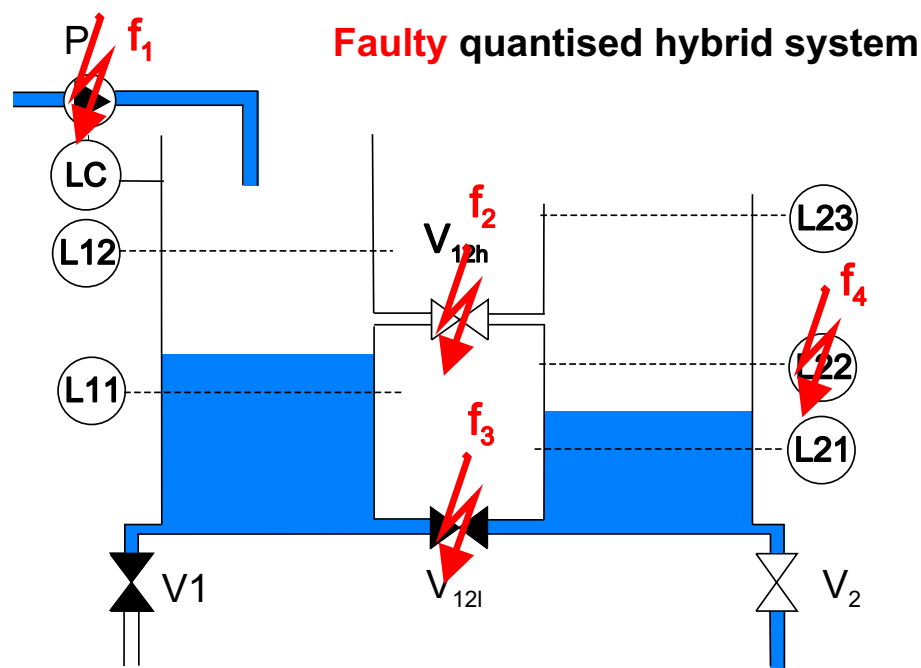 Faulty quantised hybrid system
P
f1
LC
L12
L11
f2
V12h
L23
f4
L22
L21
f3
V12l
V1
V2